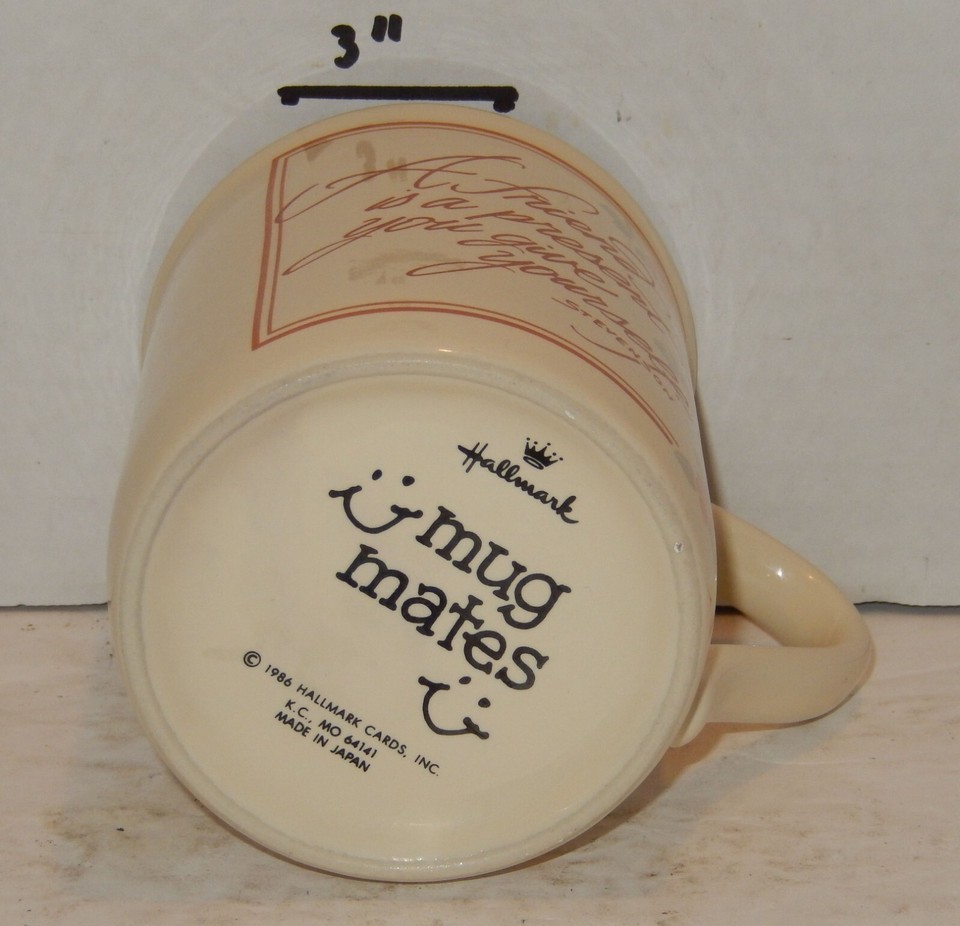 3"
A friend
is a present
you give
yourself
STEVENSON
Hallmark
mug
mates
© 1986 HALLMARK CARDS, INC.
K.C., MO 64141
MADE IN JAPAN